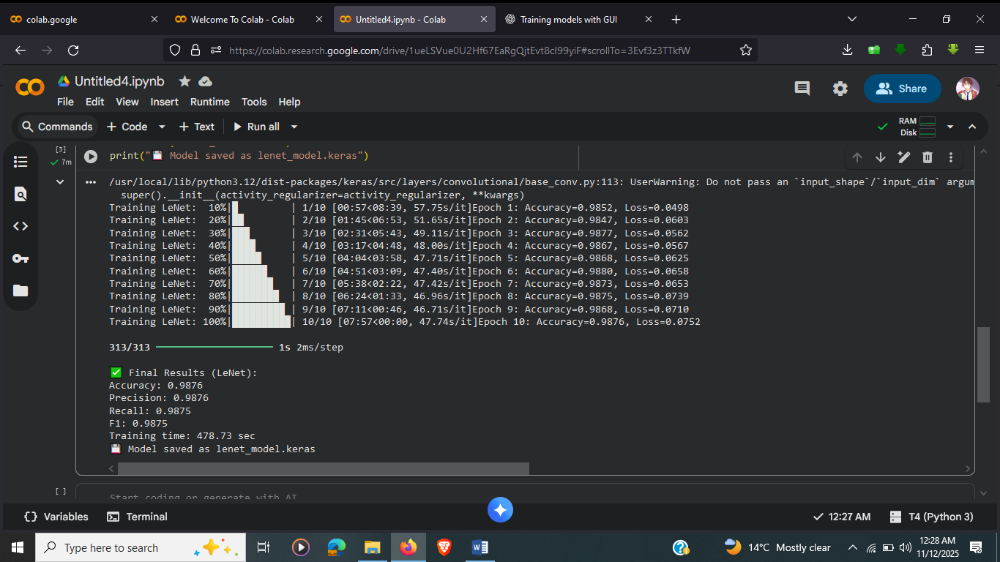 colab.google
Welcome To Colab - Colab
Untitled4.ipynb - Colab
Training models with GUI
https://colab.research.google.com/drive/1ueLSVue0U2Hf67EaRgQjtEvt8cI99yiF#scrollTo=3Evf3z3TTkfW
Untitled4.ipynb
File Edit View Insert Runtime Tools Help
Share
Commands + Code + Text Run all
RAM
Disk
[3]
7m
print("💾 Model saved as lenet_model.keras")
/usr/local/lib/python3.12/dist-packages/keras/src/layers/convolutional/base_conv.py:113: UserWarning: Do not pass an `input_shape`/`input_dim` argum
super().__init__(activity_regularizer=activity_regularizer, **kwargs)
Training LeNet: 10%|█ | 1/10 [00:57<08:39, 57.75s/it]Epoch 1: Accuracy=0.9852, Loss=0.0498
Training LeNet: 20%|██ | 2/10 [01:45<06:53, 51.65s/it]Epoch 2: Accuracy=0.9847, Loss=0.0603
Training LeNet: 30%|███ | 3/10 [02:31<05:43, 49.11s/it]Epoch 3: Accuracy=0.9877, Loss=0.0562
Training LeNet: 40%|████ | 4/10 [03:17<04:48, 48.00s/it]Epoch 4: Accuracy=0.9867, Loss=0.0567
Training LeNet: 50%|█████ | 5/10 [04:04<03:58, 47.71s/it]Epoch 5: Accuracy=0.9868, Loss=0.0625
Training LeNet: 60%|██████ | 6/10 [04:51<03:09, 47.40s/it]Epoch 6: Accuracy=0.9880, Loss=0.0658
Training LeNet: 70%|███████ | 7/10 [05:38<02:22, 47.42s/it]Epoch 7: Accuracy=0.9873, Loss=0.0653
Training LeNet: 80%|████████ | 8/10 [06:24<01:33, 46.96s/it]Epoch 8: Accuracy=0.9875, Loss=0.0739
Training LeNet: 90%|█████████ | 9/10 [07:11<00:46, 46.71s/it]Epoch 9: Accuracy=0.9868, Loss=0.0710
Training LeNet: 100%|██████████| 10/10 [07:57<00:00, 47.74s/it]Epoch 10: Accuracy=0.9876, Loss=0.0752
313/313 ━━━━━━━━━━━━━━━━━━━━ 1s 2ms/step
✅ Final Results (LeNet):
Accuracy: 0.9876
Precision: 0.9876
Recall: 0.9875
F1: 0.9875
Training time: 478.73 sec
💾 Model saved as lenet_model.keras
[ ]
Start coding or generate with AI
{} Variables Terminal
12:27 AM T4 (Python 3)
Type here to search
14°C Mostly clear
12:28 AM
11/12/2025